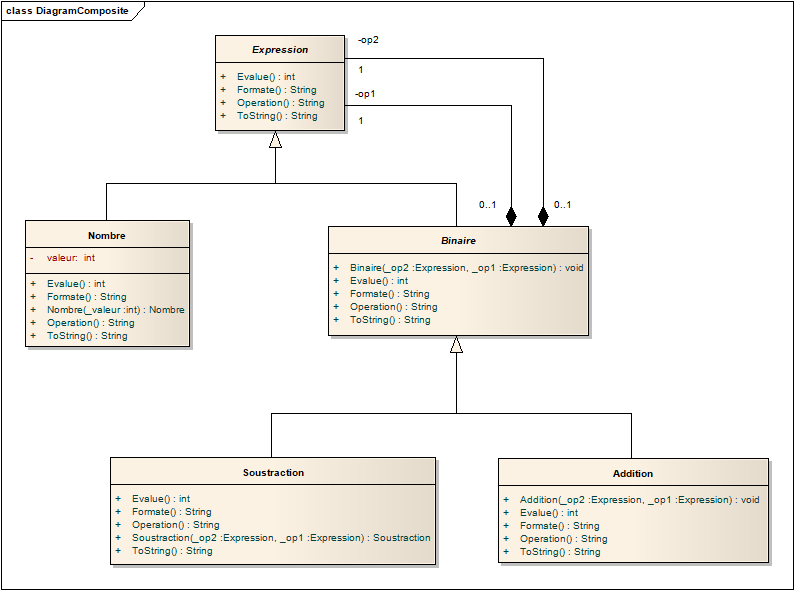 class DiagramComposite
Expression
+ Evalue() : int
+ Formate() : String
+ Operation() : String
+ ToString() : String
-op2
1
-op1
1
0..1
0..1
Nombre
- valeur: int
+ Evalue() : int
+ Formate() : String
+ Nombre(_valeur :int) : Nombre
+ Operation() : String
+ ToString() : String
Binaire
+ Binaire(_op2 :Expression, _op1 :Expression) : void
+ Evalue() : int
+ Formate() : String
+ Operation() : String
+ ToString() : String
Soustraction
+ Evalue() : int
+ Formate() : String
+ Operation() : String
+ Soustraction(_op2 :Expression, _op1 :Expression) : Soustraction
+ ToString() : String
Addition
+ Addition(_op2 :Expression, _op1 :Expression) : void
+ Evalue() : int
+ Formate() : String
+ Operation() : String
+ ToString() : String